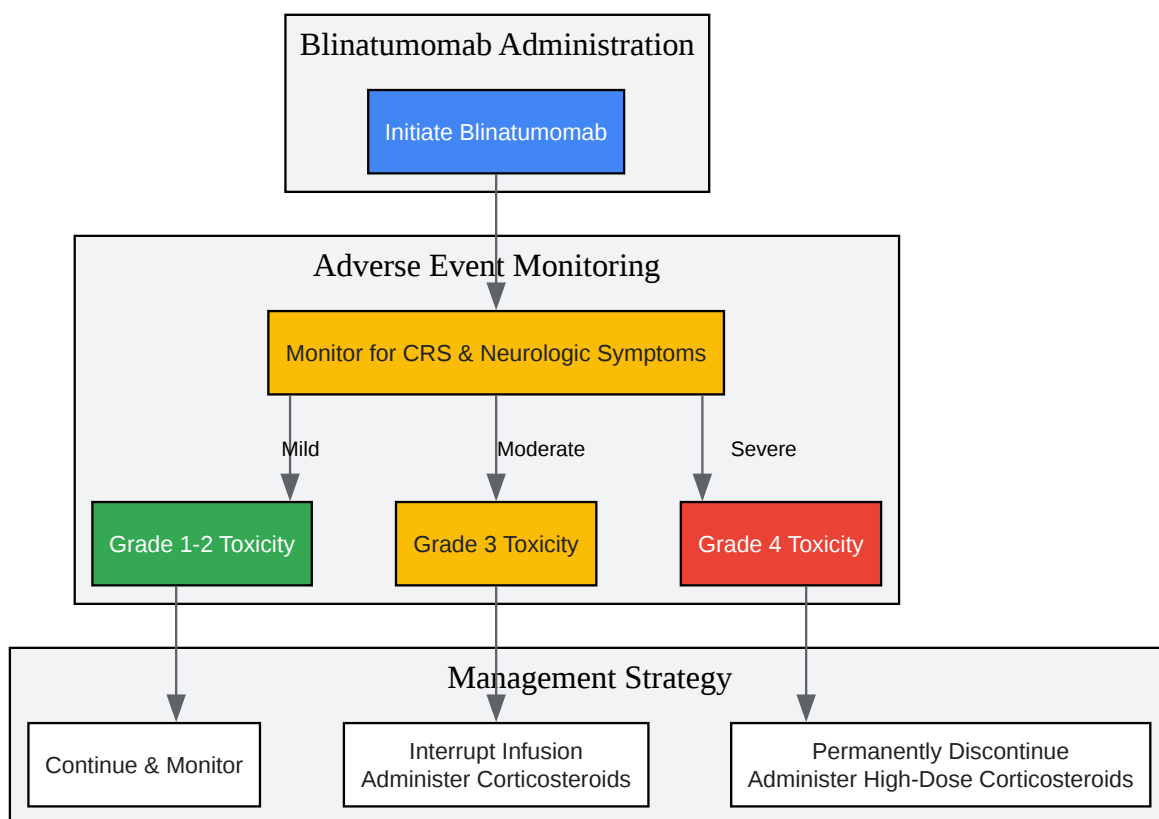 Blinatumomab Administration
Initiate Blinatumomab
Adverse Event Monitoring
Monitor for CRS & Neurologic Symptoms
Mild
Moderate
Severe
Grade 1-2 Toxicity
Grade 3 Toxicity
Grade 4 Toxicity
Management Strategy
Continue & Monitor
Interrupt Infusion
Administer Corticosteroids
Permanently Discontinue
Administer High-Dose Corticosteroids